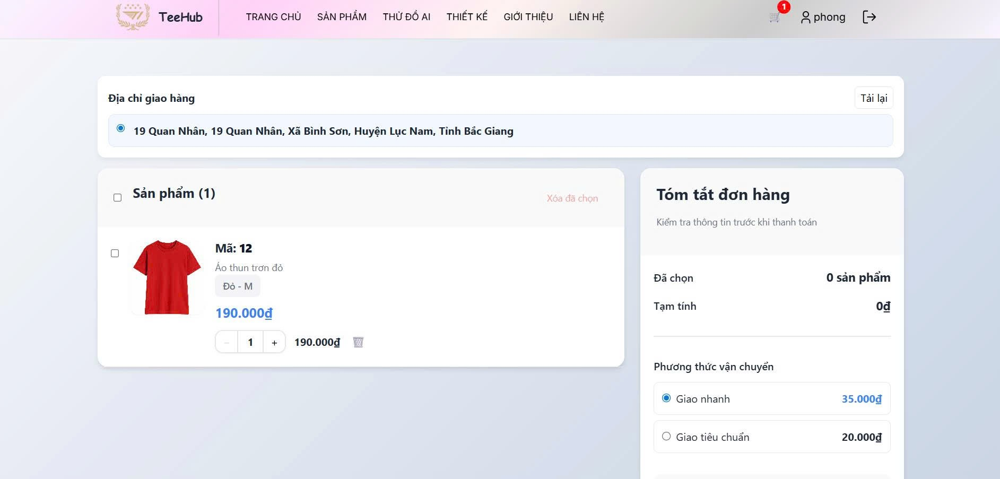 TeeHub
TRANG CHỦ SẢN PHẨM THỬ ĐỒ AI THIẾT KẾ GIỚI THIỆU LIÊN HỆ
1
phong
Địa chỉ giao hàng
Tải lại
19 Quan Nhân, 19 Quan Nhân, Xã Bình Sơn, Huyện Lục Nam, Tỉnh Bắc Giang
Sản phẩm (1)
Xóa đã chọn
Mã: 12
Áo thun trơn đỏ
Đỏ - M
190.000₫
− 1 + 190.000₫
Tóm tắt đơn hàng
Kiểm tra thông tin trước khi thanh toán
Đã chọn 0 sản phẩm
Tạm tính 0₫
Phương thức vận chuyển
Giao nhanh 35.000₫
Giao tiêu chuẩn 20.000₫